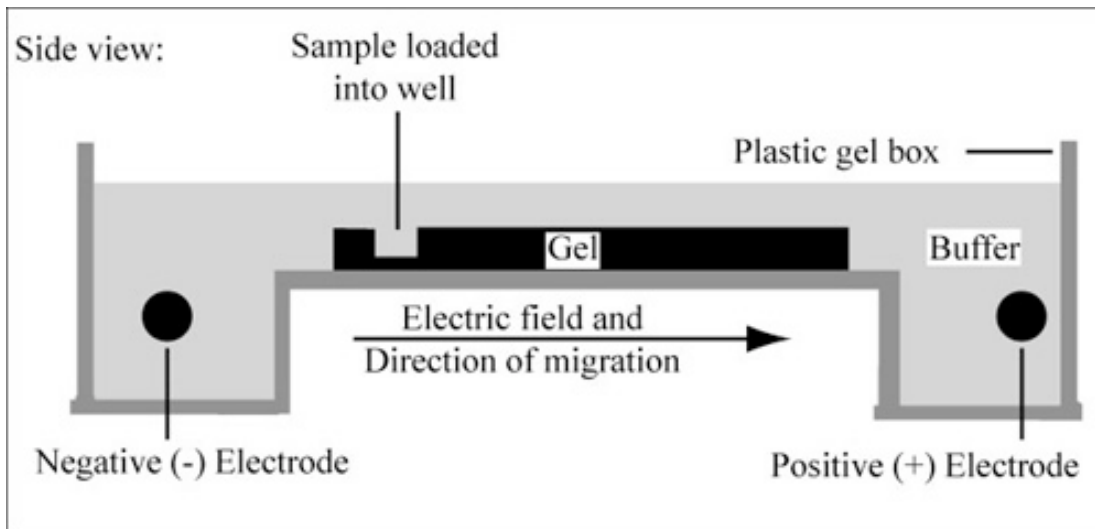 Side view:
Sample loaded
into well
Plastic gel box
Gel
Buffer
Electric field and
Direction of migration
Negative (-) Electrode
Positive (+) Electrode